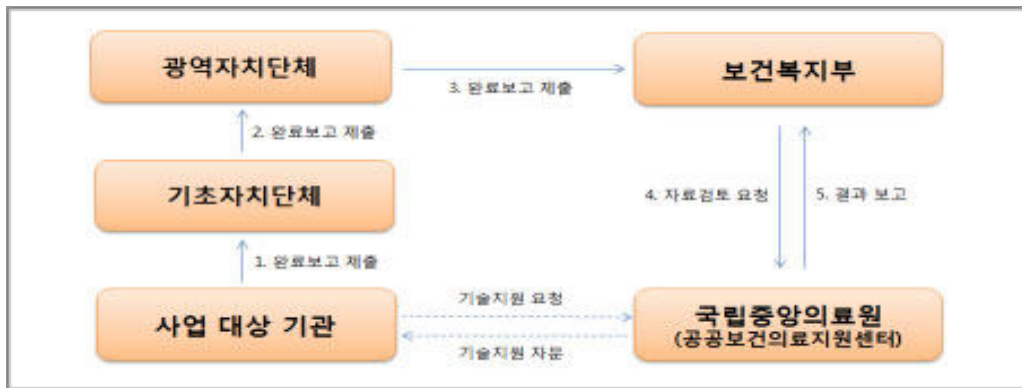 광역자치단체
보건복지부
3. 완료보고 제출
2. 완료보고 제출
기초자치단체
4. 자료검토 요청
5. 결과 보고
1. 완료보고 제출
사업 대상 기관
기술지원 요청
기술지원 자문
국립중앙의료원
(공공보건의료지원센터)